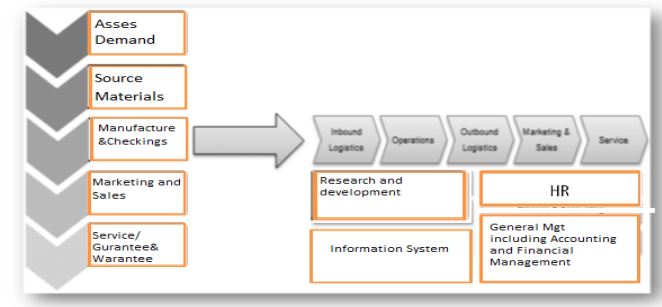 Asses
Demand
Source
Materials
Manufacture
&Checkings
Marketing and
Sales
Service/
Gurantee&
Warantee
Inbound
Logistics
Operations
Outbound
Logistics
Marketing &
Sales
Service
Research and
development
HR
Information System
General Mgt
including Accounting
and Financial
Management